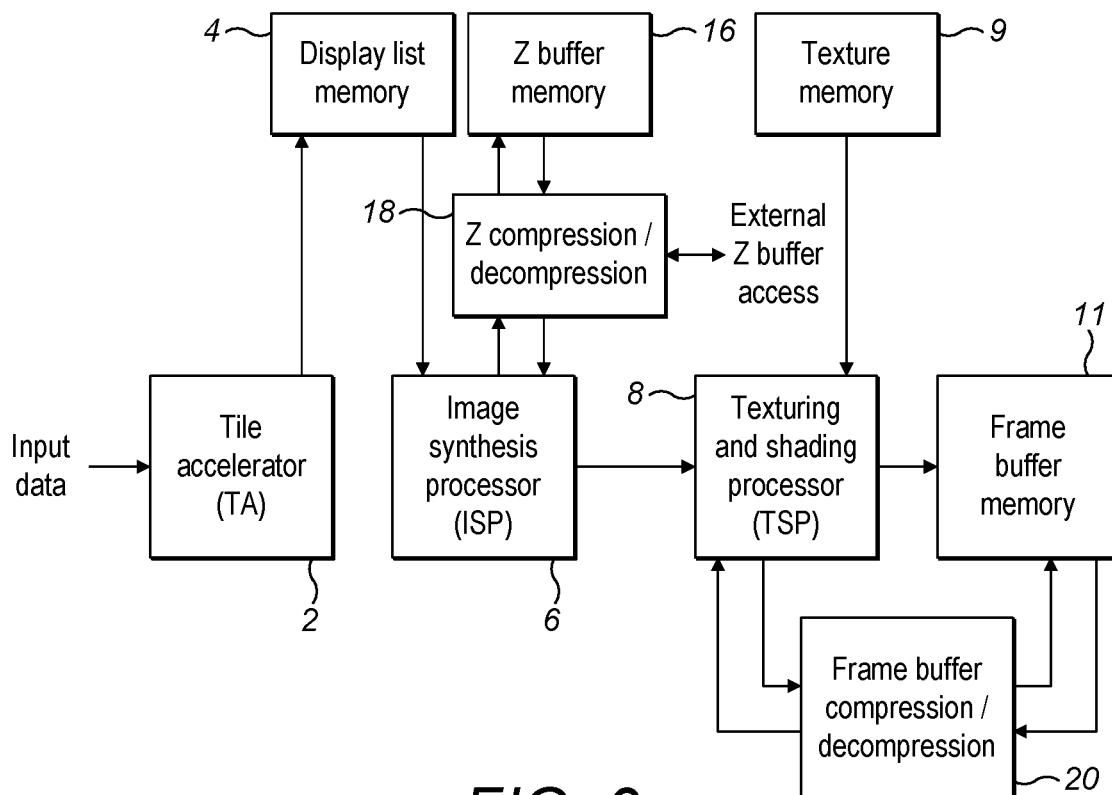 4
Display list
memory
Z buffer
memory
16
Texture
memory
9
18
Z compression /
decompression
External
Z buffer
access
11
Input
data
Tile
accelerator
(TA)
2
Image
synthesis
processor
(ISP)
6
8
Texturing
and shading
processor
(TSP)
Frame
buffer
memory
Frame buffer
compression /
decompression
20
FIG.